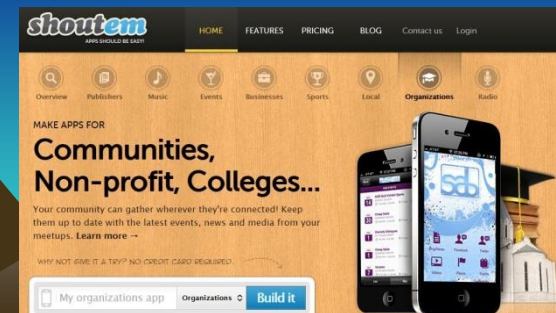 shoutem
APPS SHOULD BE EASY!
HOME FEATURES PRICING BLOG Contact us Login
Overview Publishers Music Events Businesses Sports Local Organizations Radio
MAKE APPS FOR
Communities,
Non-profit, Colleges...
Your community can gather wherever they're connected! Keep
them up to date with the latest events, news and media from your
meetups. Learn more →
WHY NOT GIVE IT A TRY? NO CREDIT CARD REQUIRED.
My organizations app Organizations Build it
sdb